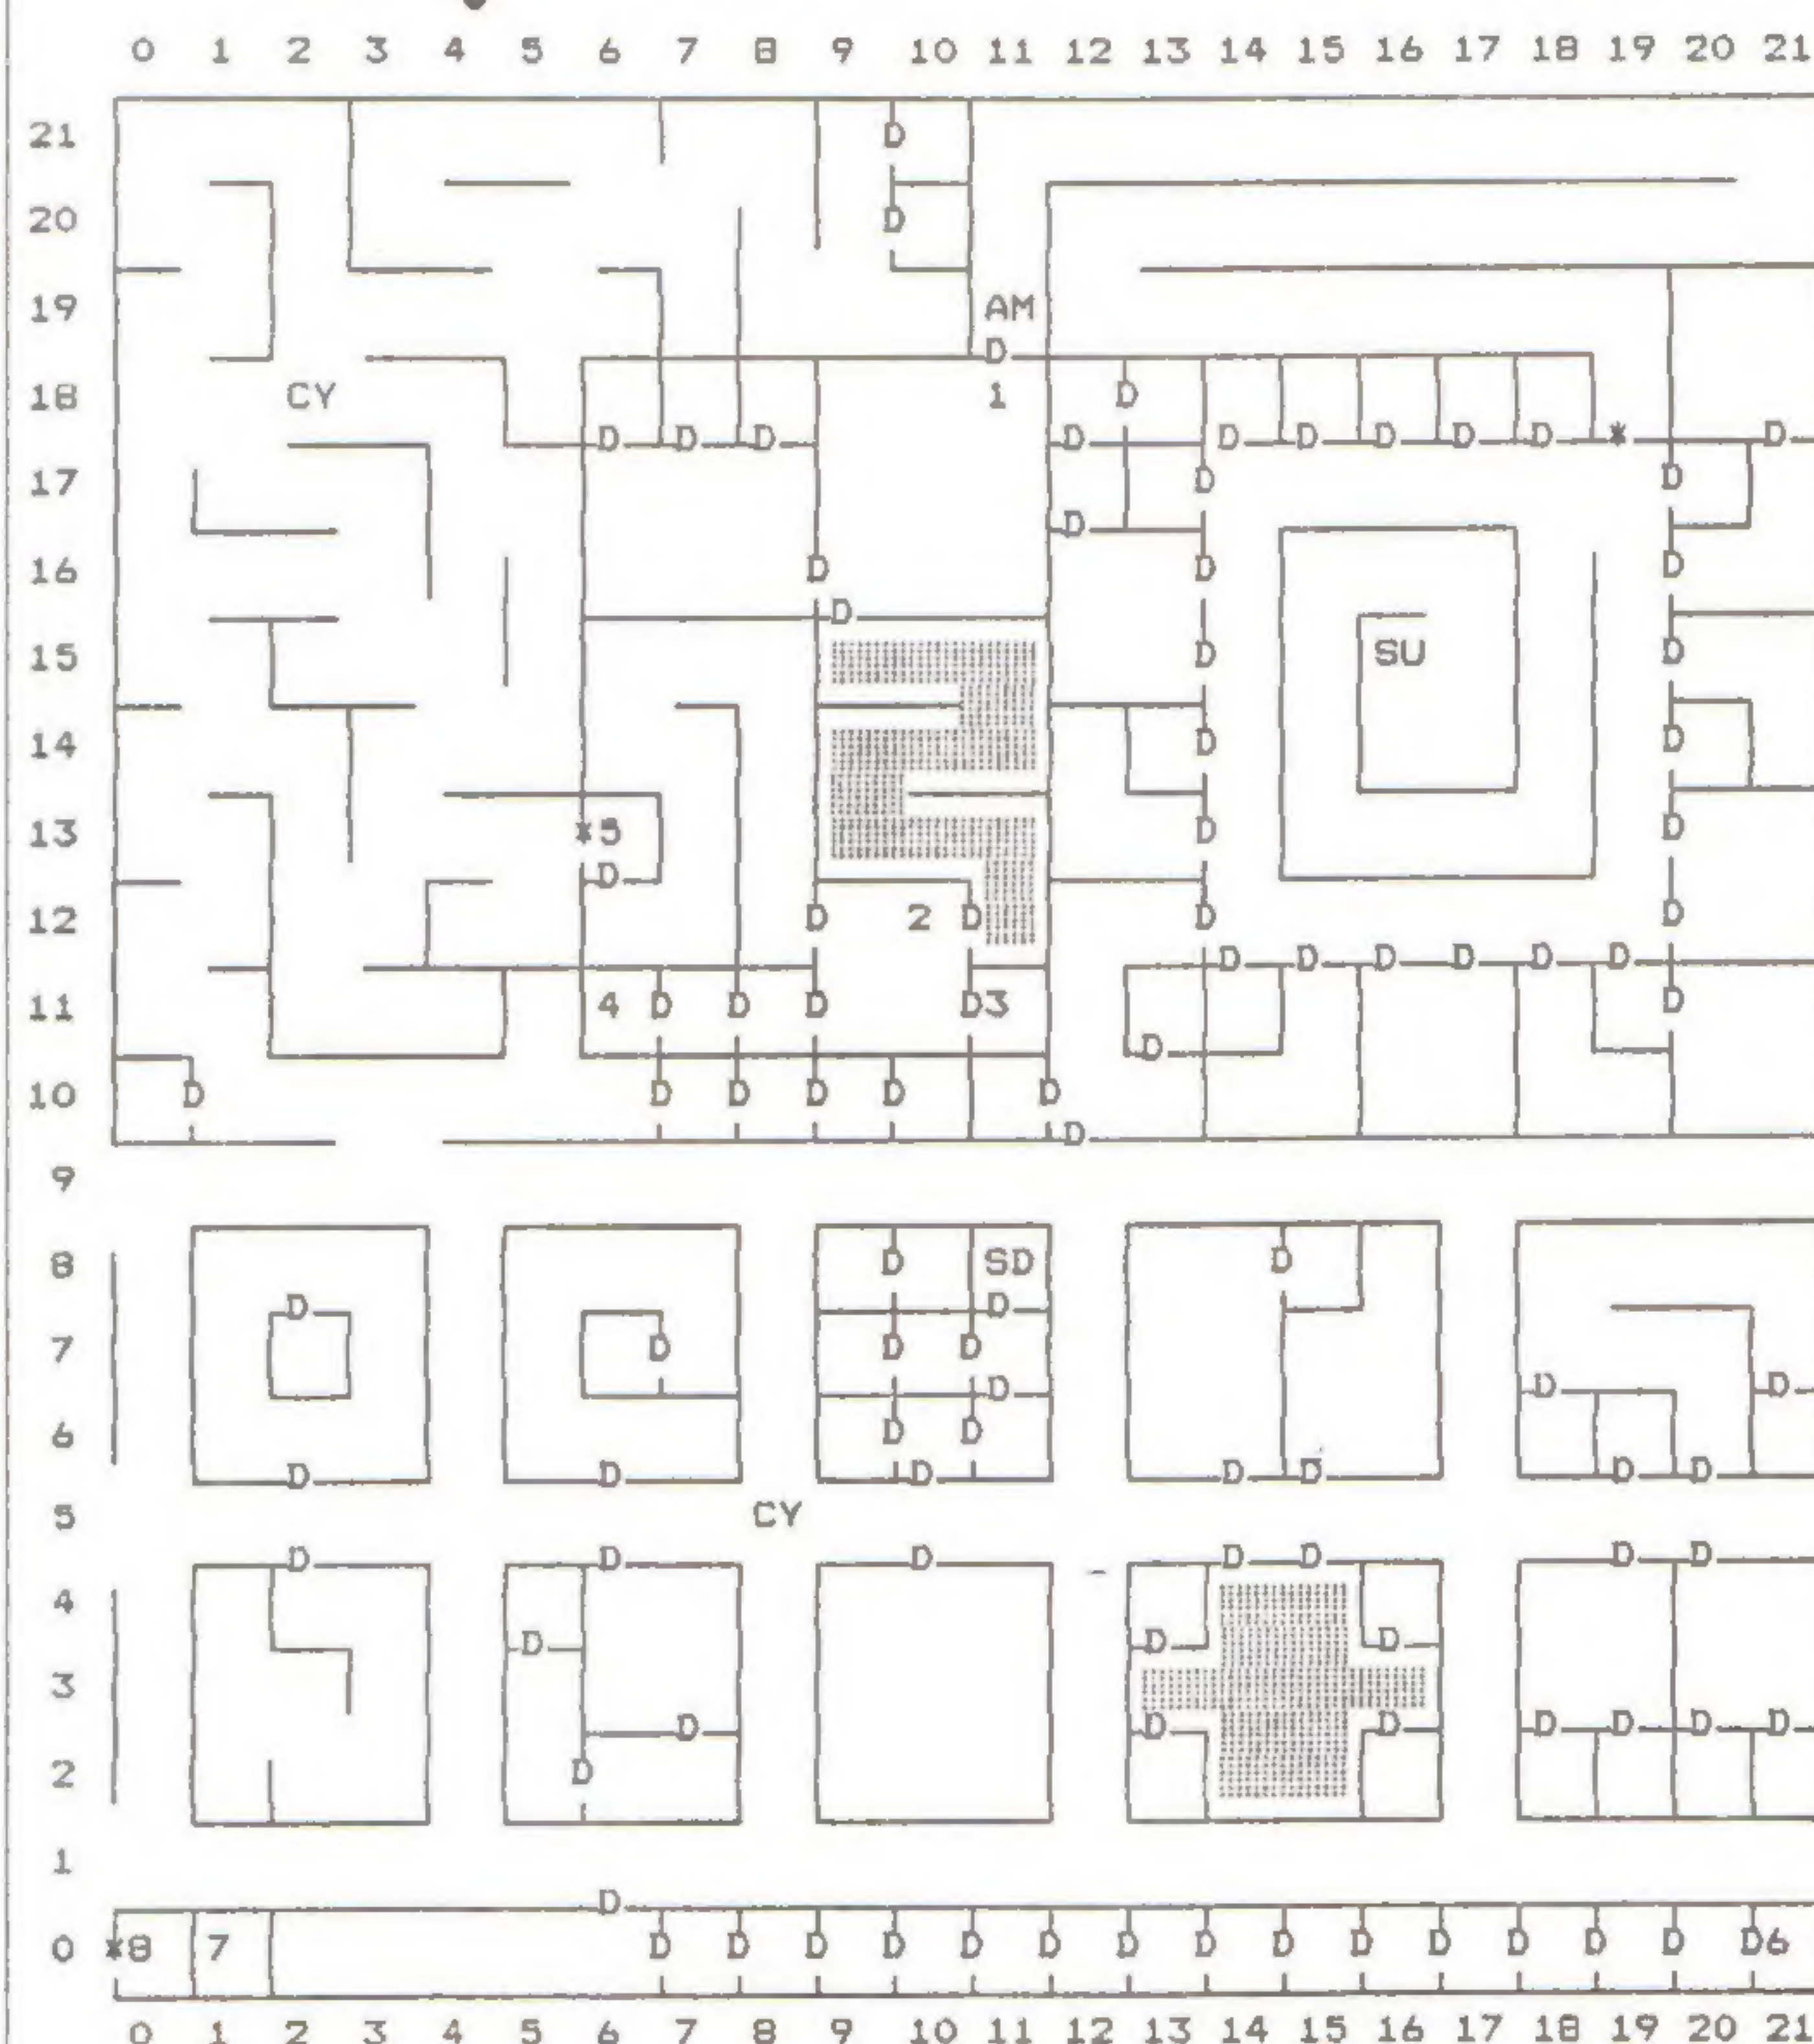 0 1 2 3 4 5 6 7 8 9 10 11 12 13 14 15 16 17 18 19 20 21
21 D
20 D
19 AM
D
18 CY 1 D
D D D D D D D D D * D
17 D D
D
16 D D D
D
15 D SU D
14 D D
13 *5 D D
D
12 D 2 D D D
D D D D D D
11 4 D D D D3 D
D
10 D D D D D D
D
9
8 D SD D
D D
7 D D D
D D D
6 D D
D D D D D D D
5 CY
D D D D D D D
4
D D D
3
D D D D D D D
2 D
1
D
0 *8 7 D D D D D D D D D D D D D D D6
0 1 2 3 4 5 6 7 8 9 10 11 12 13 14 15 16 17 18 19 20 21